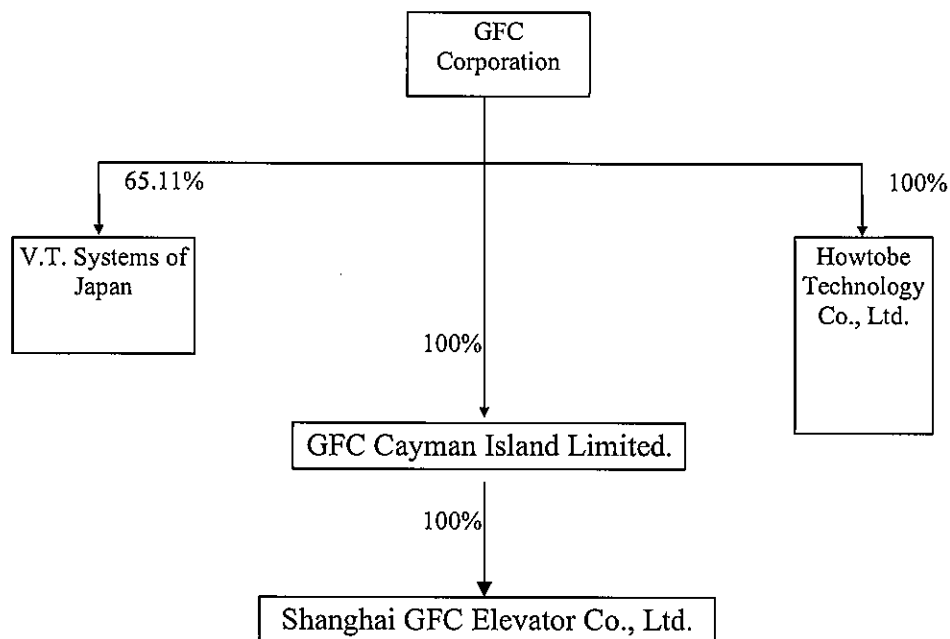 GFC
Corporation
65.11%
100%
V.T. Systems of
Japan
Howtobe
Technology
Co., Ltd.
100%
GFC Cayman Island Limited.
100%
Shanghai GFC Elevator Co., Ltd.